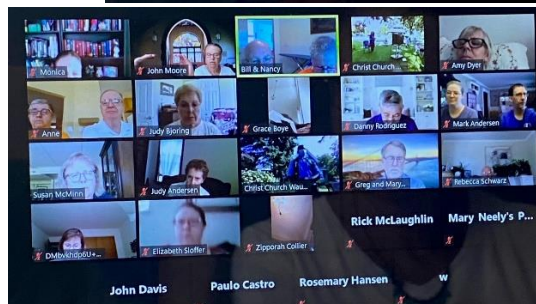 Monica
John Moore
Bill & Nancy
Christ Church ...
Amy Dyer
Anne
Judy Bjoring
Grace Boye
Danny Rodriguez
Mark Andersen
Susan McMinn
Judy Andersen
Christ Church Wau...
Greg and Mary...
Rebecca Schwarz
DMbvkhdp6U+...
Elizabeth Sloffer
Zipporah Collier
Rick McLaughlin
Mary Neely's P...
John Davis
Paulo Castro
Rosemary Hansen
w